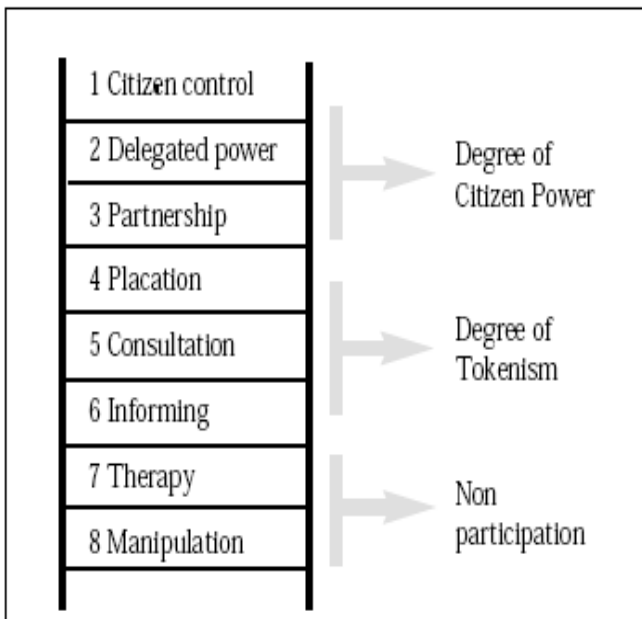 1 Citizen control
2 Delegated power
3 Partnership
4 Placation
5 Consultation
6 Informing
7 Therapy
8 Manipulation
Degree of
Citizen Power
Degree of
Tokenism
Non
participation